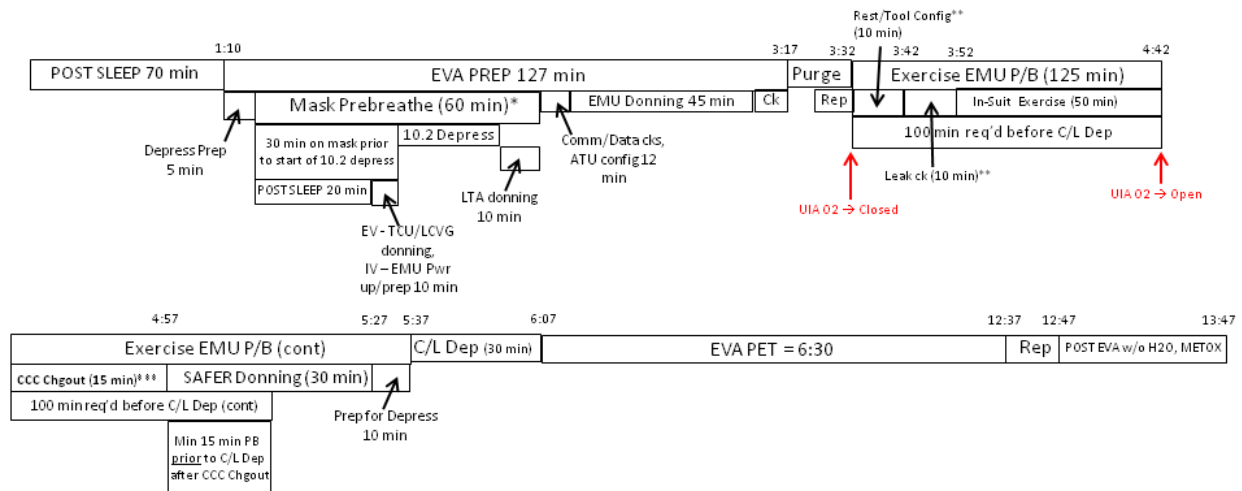 Rest/Tool Config**
(10 min)
1:10
3:17
3:32
3:42
3:52
4:42
POST SLEEP 70 min
EVA PREP 127 min
Purge
Exercise EMU P/B (125 min)
Mask Prebreathe (60 min)*
EMU Donning 45 min
Ck
Rep
In-Suit Exercise (50 min)
Depress Prep
5 min
30 min on mask prior
to start of 10.2 depress
10.2 Depress
Comm/Data cks,
ATU config 12
min
100 min req'd before C/L Dep
POST SLEEP 20 min
LTA donning
10 min
Leak ck (10 min)**
UIA O2 → Closed
UIA O2 → Open
EV - TCU/LCVG
donning,
IV – EMU Pwr
up/prep 10 min
4:57
5:27
5:37
6:07
12:37
12:47
13:47
Exercise EMU P/B (cont)
C/L Dep (30 min)
EVA PET = 6:30
Rep
POST EVA w/o H2O, METOX
CCC Chgout (15 min)***
SAFER Donning (30 min)
100 min req'd before C/L Dep (cont)
Prep for Depress
10 min
Min 15 min PB
prior to C/L Dep
after CCC Chgout